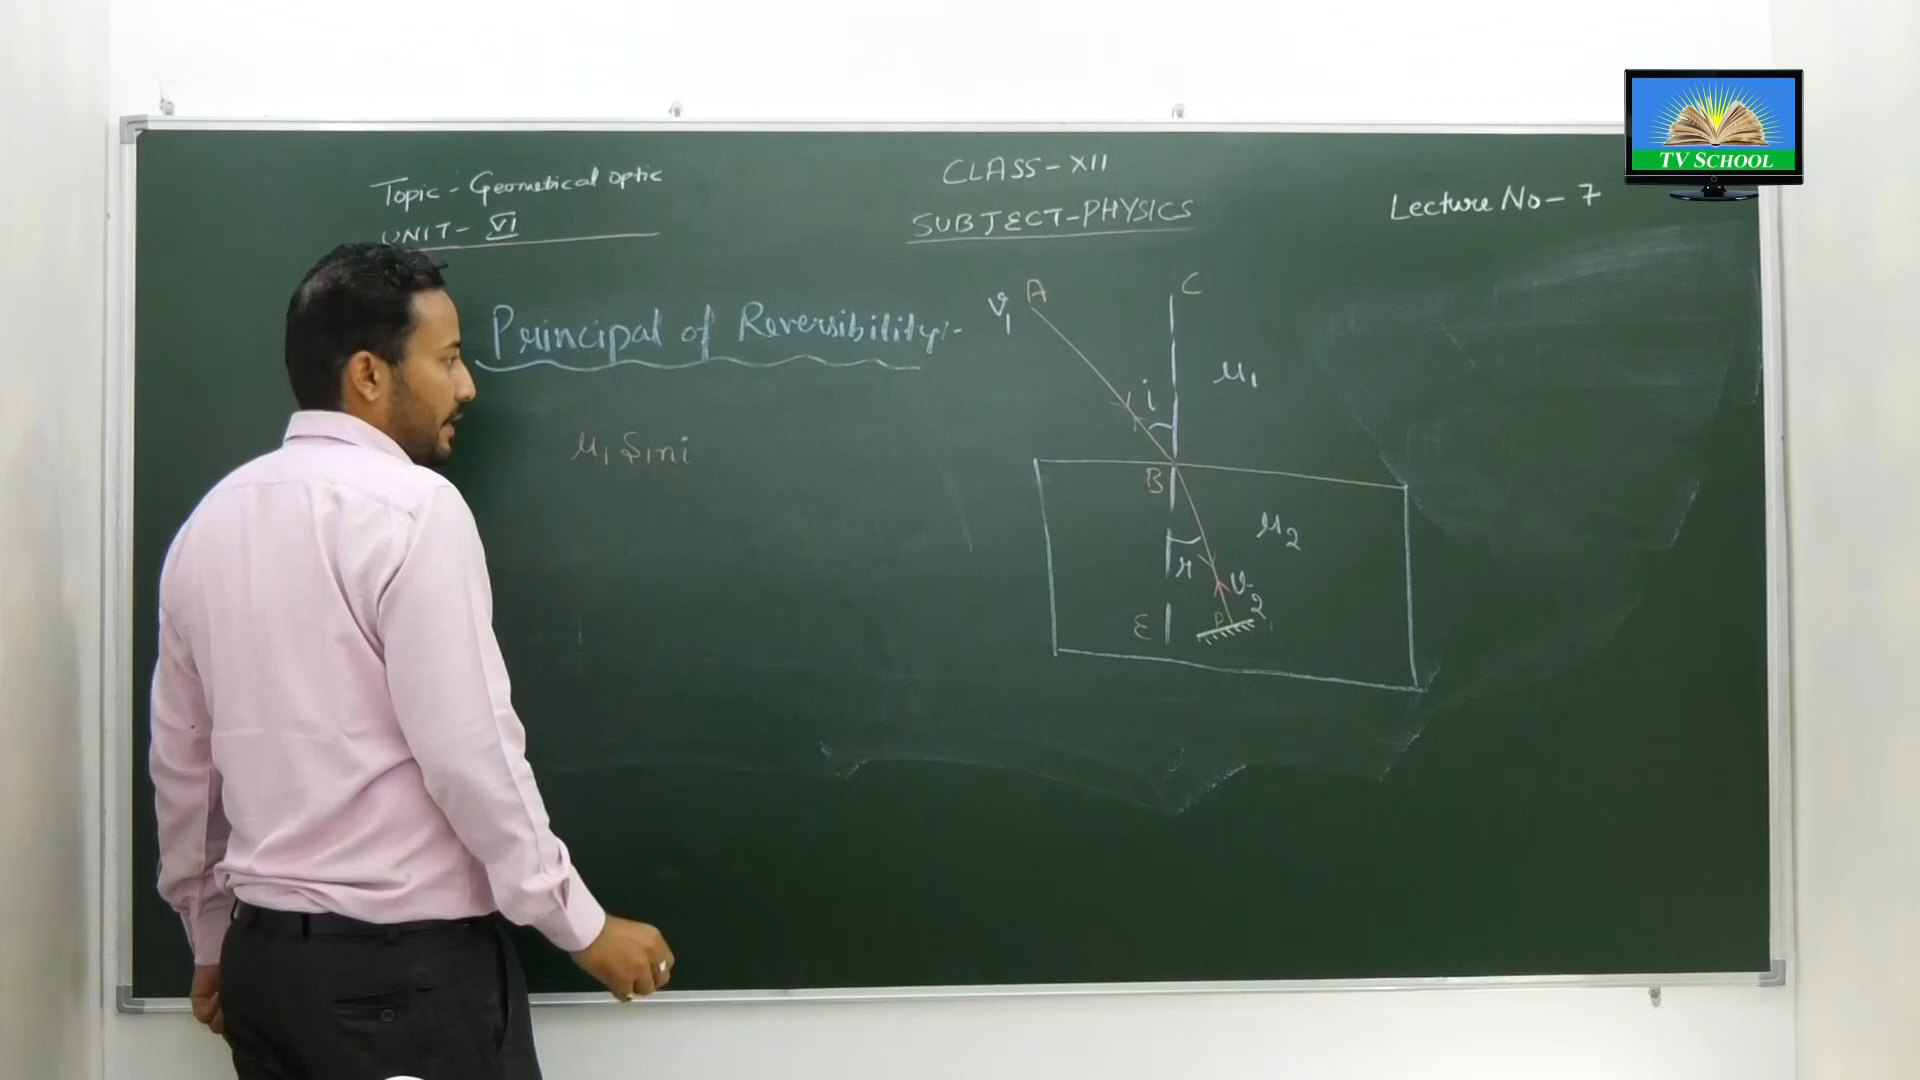 Topic - Geometical optic
UNIT - VI
CLASS - XII
SUBJECT - PHYSICS
Lecture No - 7
TV SCHOOL
Principal of Reversibility:-
μ₁ Sin i
v₁
A
C
i
μ₁
B
μ₂
r
v₂
E
P